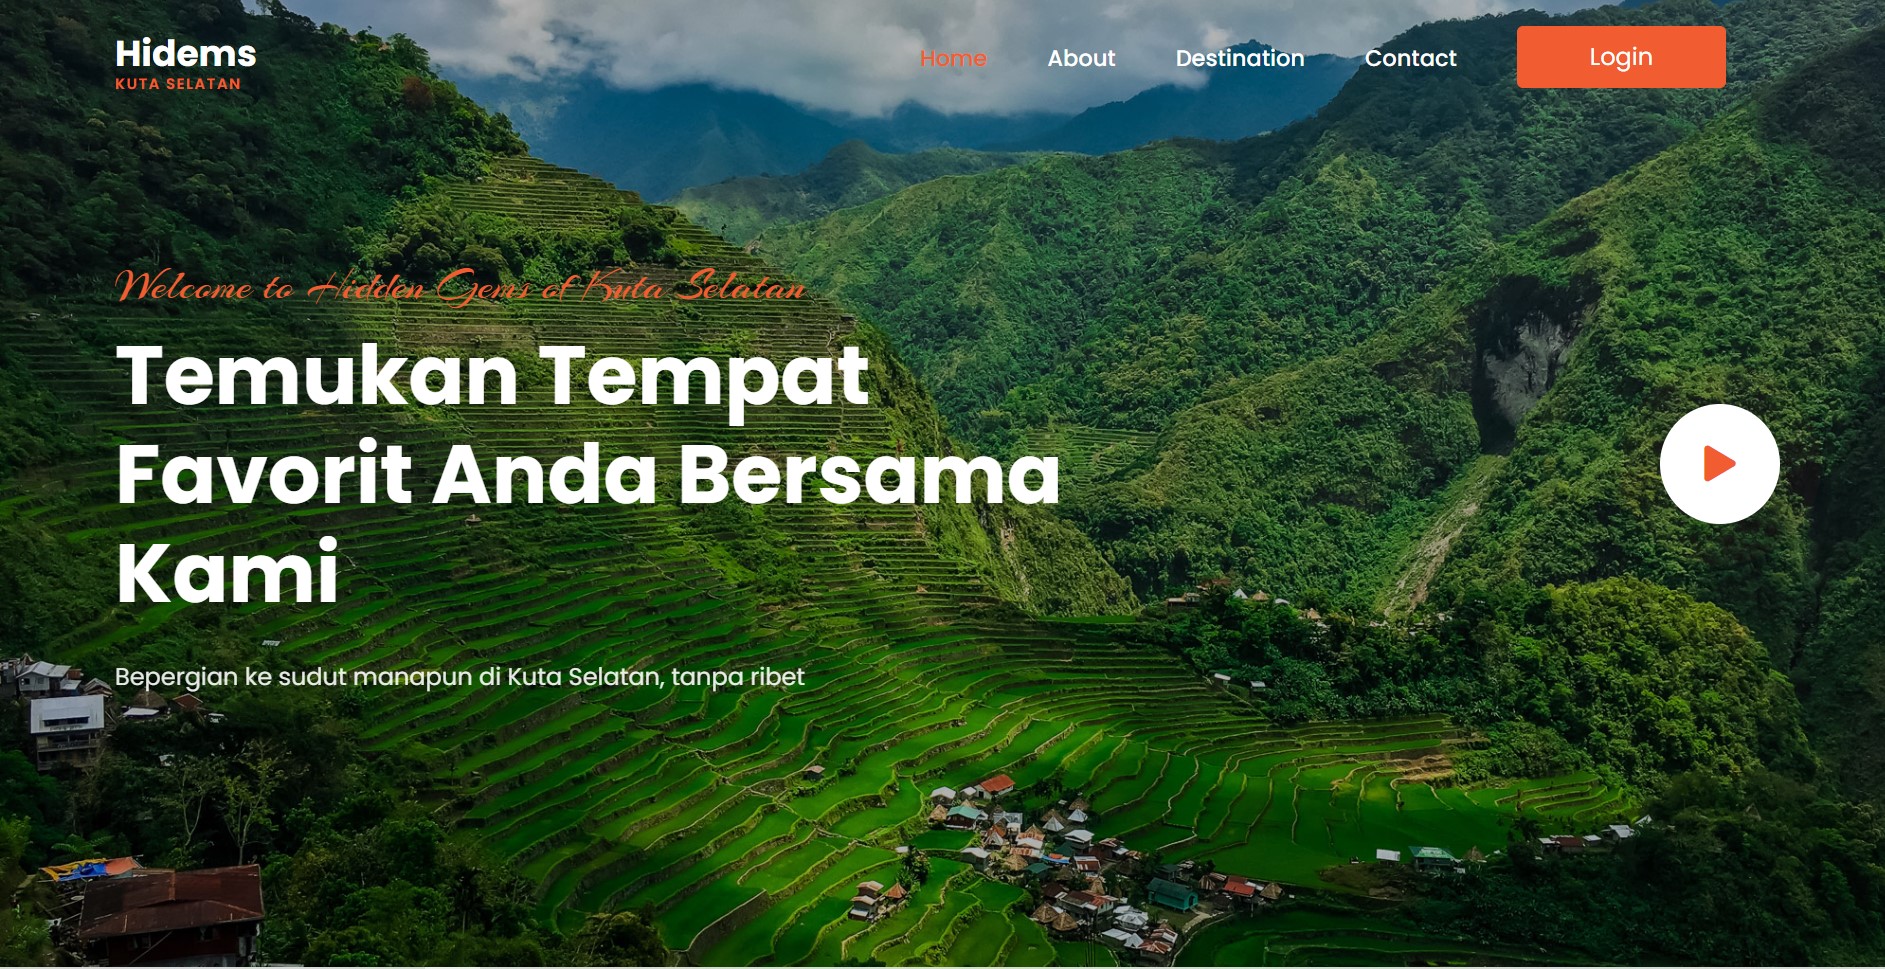 Hidems
KUTA SELATAN
Home
About
Destination
Contact
Login
Welcome to Hidden Gems of Kuta Selatan
Temukan Tempat
Favorit Anda Bersama
Kami
Bepergian ke sudut manapun di Kuta Selatan, tanpa ribet